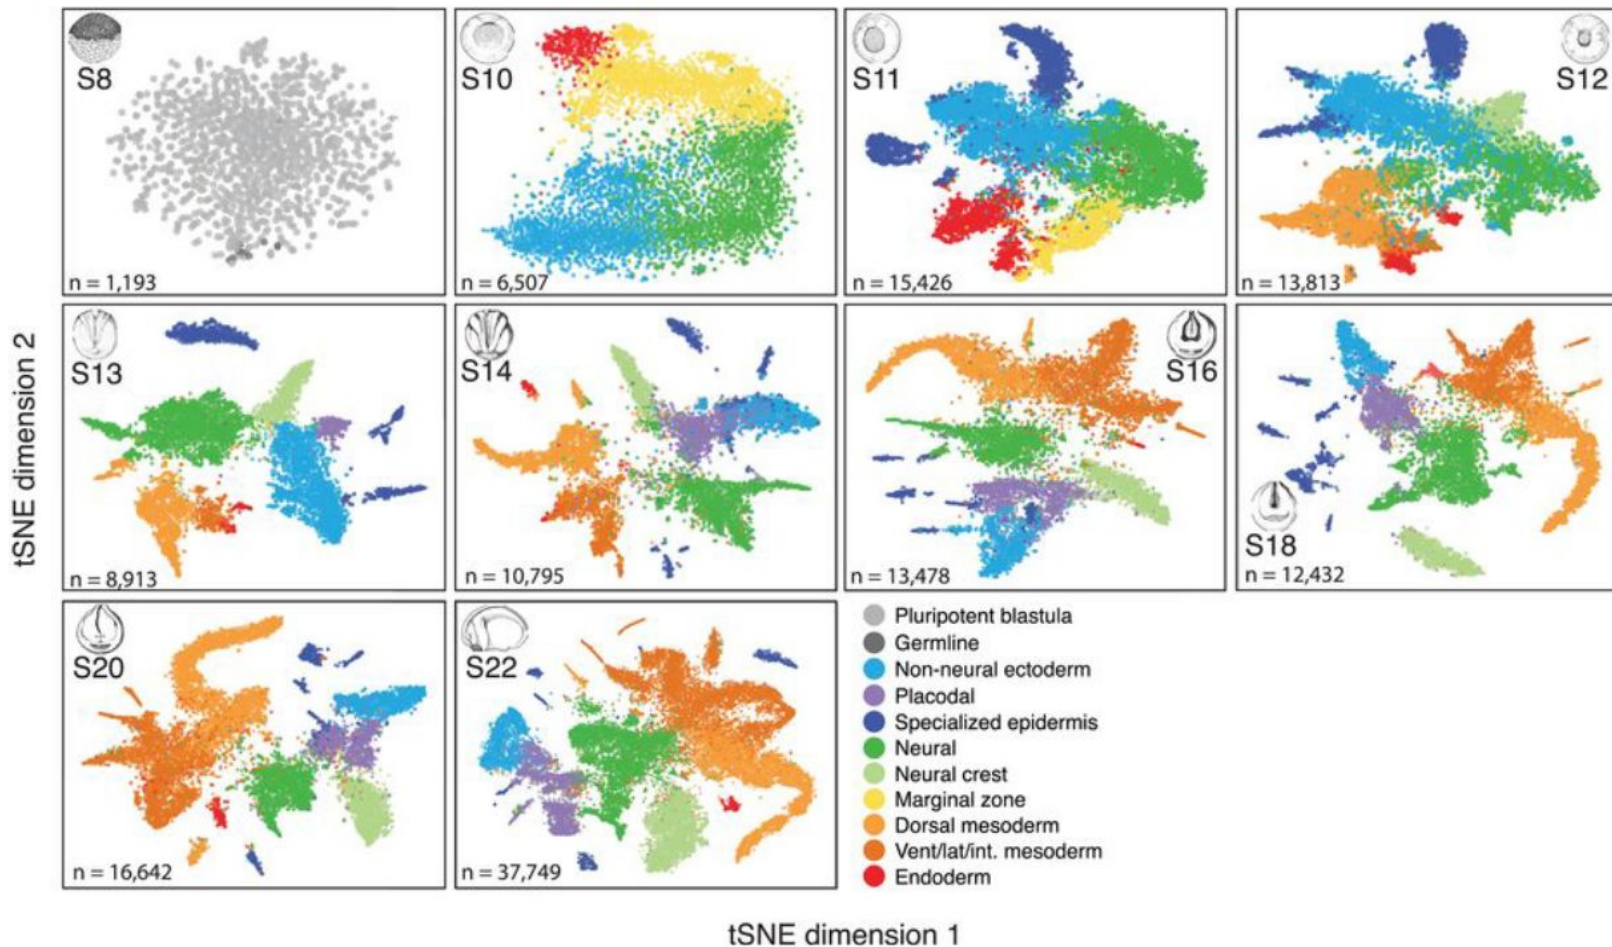 S8
n = 1,193
S10
n = 6,507
S11
n = 15,426
S12
n = 13,813
S13
n = 8,913
S14
n = 10,795
S16
n = 13,478
S18
n = 12,432
S20
n = 16,642
S22
n = 37,749
Pluripotent blastula
Germline
Non-neural ectoderm
Placodal
Specialized epidermis
Neural
Neural crest
Marginal zone
Dorsal mesoderm
Vent/lat/int. mesoderm
Endoderm
tSNE dimension 2
tSNE dimension 1